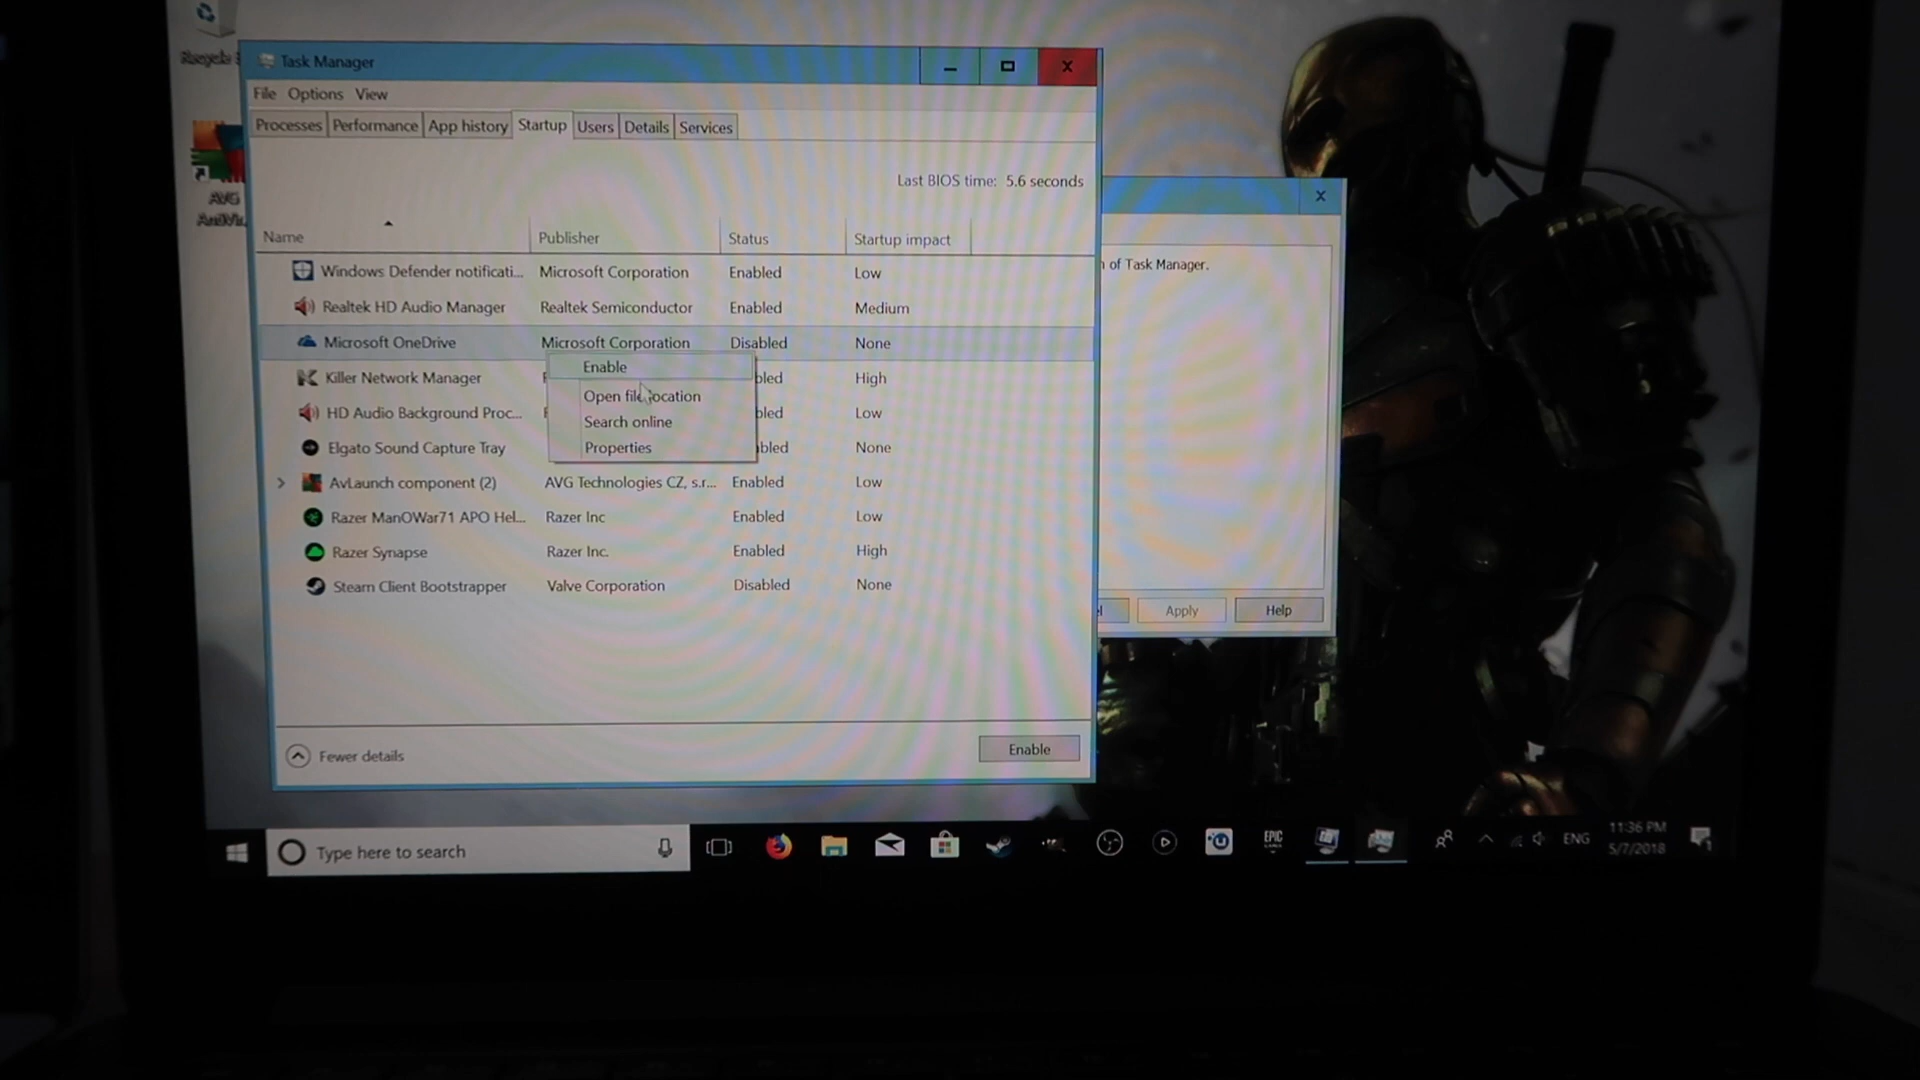 Task Manager
File Options View
Processes Performance App history Startup Users Details Services
Last BIOS time: 5.6 seconds
Name Publisher Status Startup impact
Windows Defender notificati... Microsoft Corporation Enabled Low
Realtek HD Audio Manager Realtek Semiconductor Enabled Medium
Microsoft OneDrive Microsoft Corporation Disabled None
Enable
Killer Network Manager bled High
Open file location
HD Audio Background Proc... bled Low
Search online
Elgato Sound Capture Tray bled None
Properties
AvLaunch component (2) AVG Technologies CZ, s.r... Enabled Low
Razer ManOWar71 APO Hel... Razer Inc Enabled Low
Razer Synapse Razer Inc. Enabled High
Steam Client Bootstrapper Valve Corporation Disabled None
Fewer details
Enable
X
of Task Manager.
Apply Help
AVG
Type here to search
EPIC
GAMES
ENG
11:36 PM
5/7/2018